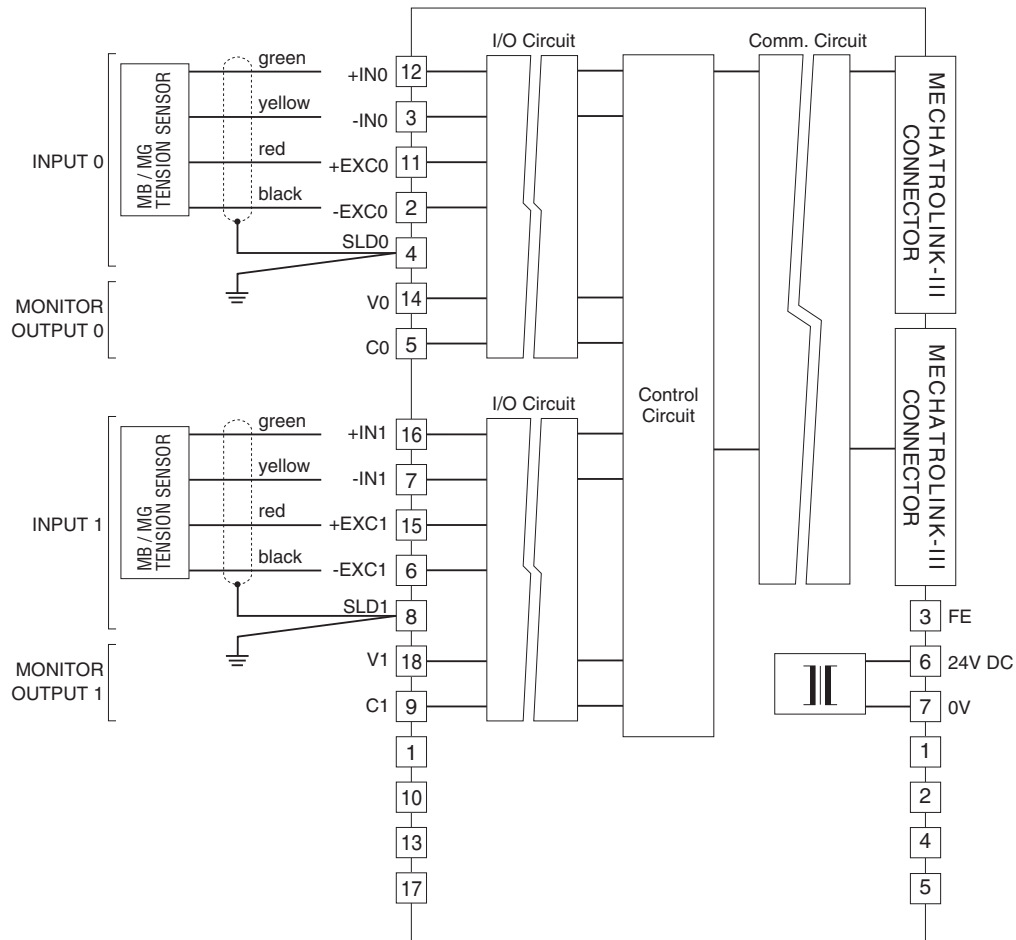 I/O Circuit
Comm. Circuit
INPUT 0
MB / MG
TENSION SENSOR
green
+IN0
12
yellow
-IN0
3
red
+EXC0
11
black
-EXC0
2
SLD0
4
MONITOR
OUTPUT 0
V0
14
C0
5
Control
Circuit
MECHATROLINK-III
CONNECTOR
MECHATROLINK-III
CONNECTOR
I/O Circuit
INPUT 1
MB / MG
TENSION SENSOR
green
+IN1
16
yellow
-IN1
7
red
+EXC1
15
black
-EXC1
6
SLD1
8
MONITOR
OUTPUT 1
V1
18
C1
9
1
10
13
17
3 FE
6 24V DC
7 0V
1
2
4
5